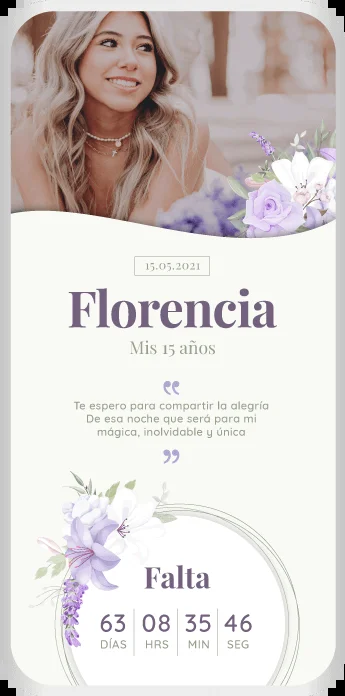 15.05.2021
Florencia
Mis 15 años
“
Te espero para compartir la alegría
De esa noche que será para mi
mágica, inolvidable y única
”
Falta
63 08 35 46
DÍAS HRS MIN SEG